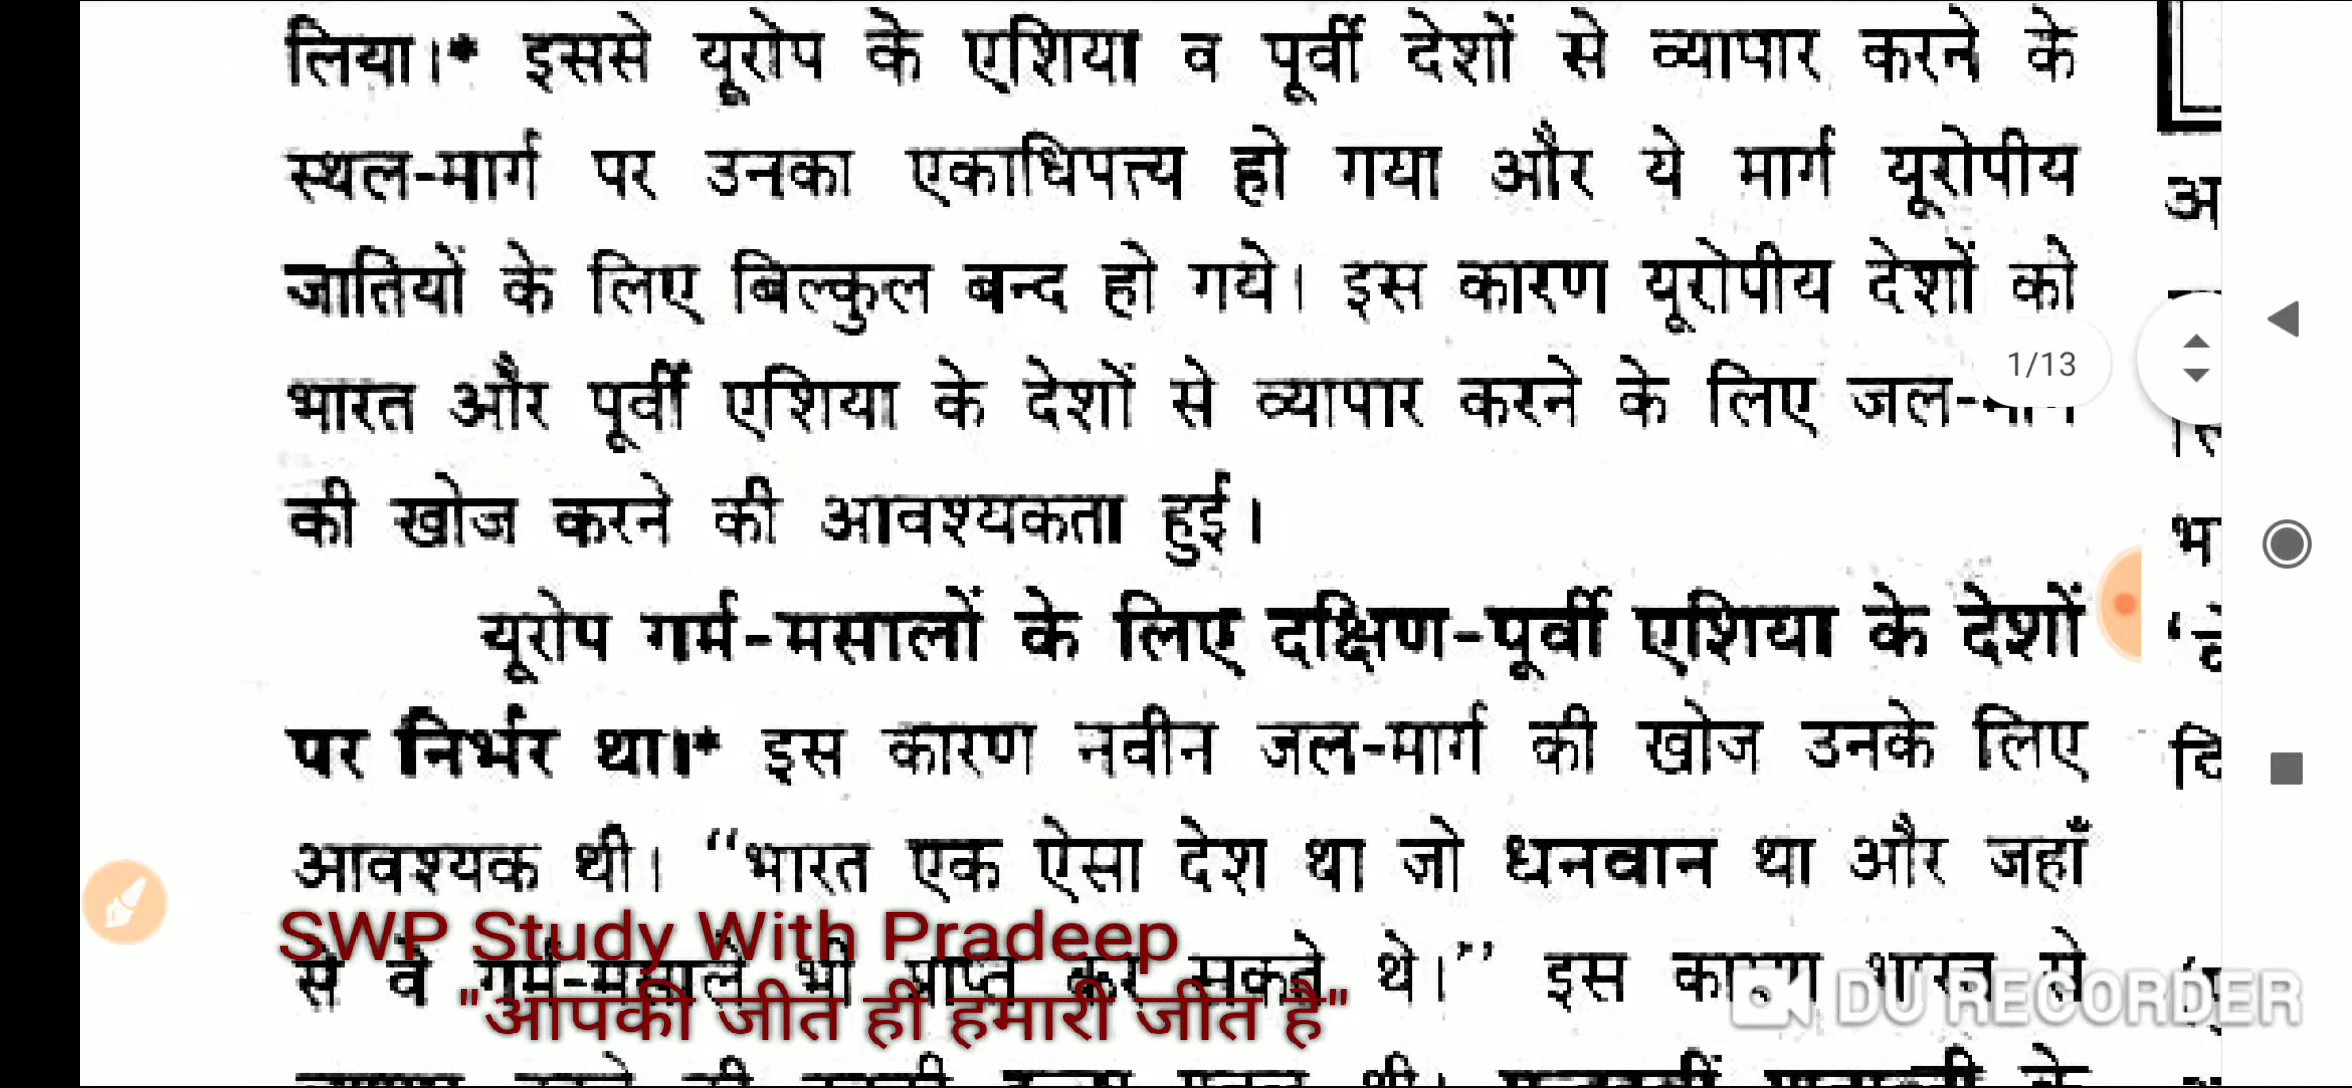 लिया।* इससे यूरोप के एशिया व पूर्वी देशों से व्यापार करने के
स्थल-मार्ग पर उनका एकाधिपत्त्य हो गया और ये मार्ग यूरोपीय
जातियों के लिए बिल्कुल बन्द हो गये। इस कारण यूरोपीय देशों को
भारत और पूर्वी एशिया के देशों से व्यापार करने के लिए जल-
1/13
की खोज करने की आवश्यकता हुई।
यूरोप गर्म-मसालों के लिए दक्षिण-पूर्वी एशिया के देशों
पर निर्भर था।* इस कारण नवीन जल-मार्ग की खोज उनके लिए
आवश्यक थी। “भारत एक ऐसा देश था जो धनवान था और जहाँ
SWP Study With Pradeep
से वे गर्म-मसाले भी प्राप्त कर सकते थे।” इस कारण भारत से
"आपकी जीत ही हमारी जीत है"
DU RECORDER